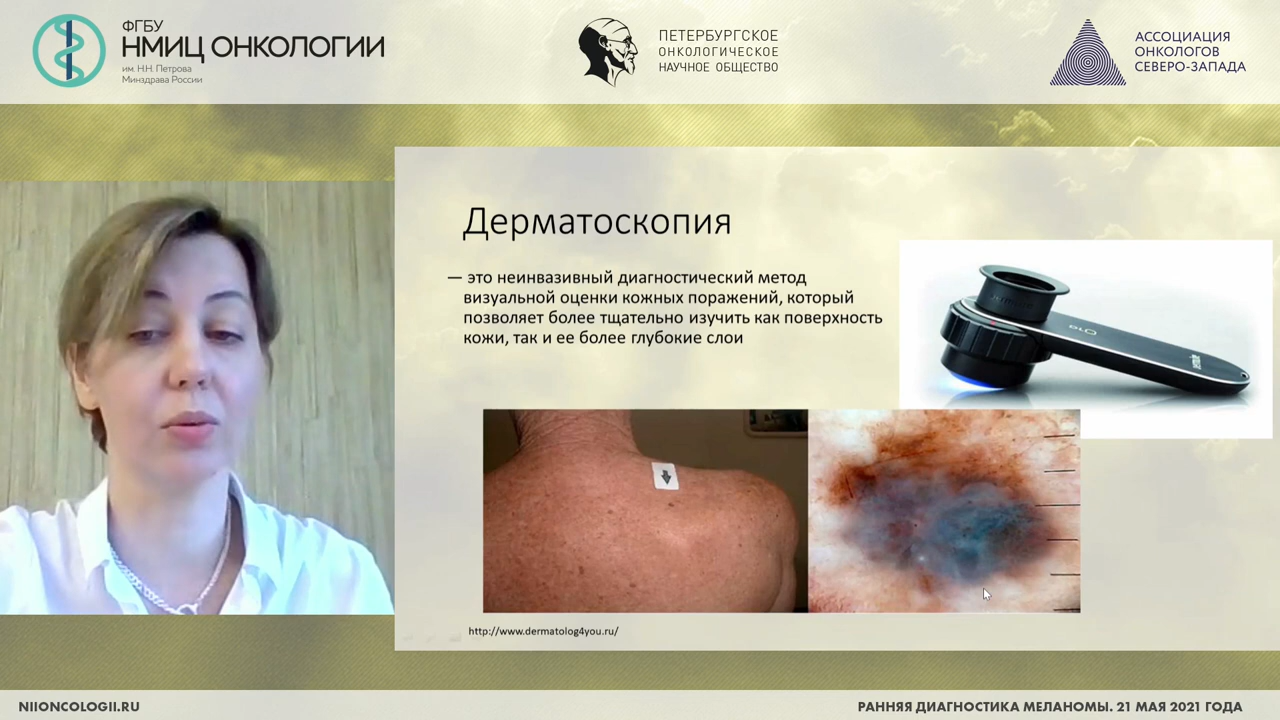 ФГБУ
НМИЦ ОНКОЛОГИИ
им. Н.Н. Петрова
Минздрава России
ПЕТЕРБУРГСКОЕ
ОНКОЛОГИЧЕСКОЕ
НАУЧНОЕ ОБЩЕСТВО
АССОЦИАЦИЯ
ОНКОЛОГОВ
СЕВЕРО-ЗАПАДА
Дерматоскопия
— это неинвазивный диагностический метод
визуальной оценки кожных поражений, который
позволяет более тщательно изучить как поверхность
кожи, так и ее более глубокие слои
http://www.dermatolog4you.ru/
NIIONCOLOGII.RU
РАННЯЯ ДИАГНОСТИКА МЕЛАНОМЫ. 21 МАЯ 2021 ГОДА